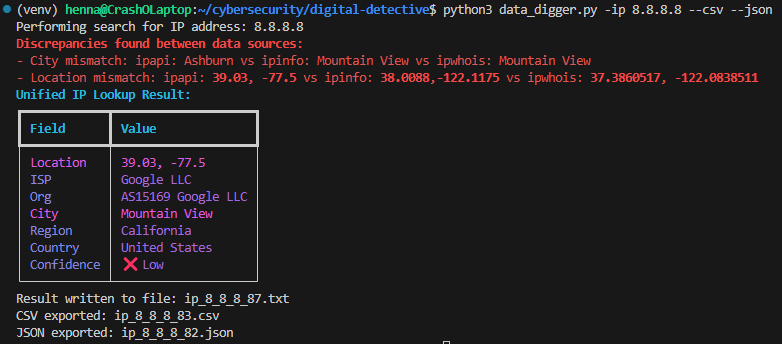 (venv) henna@CrashOLaptop:~/cybersecurity/digital-detective$ python3 data_digger.py -ip 8.8.8.8 --csv --json
Performing search for IP address: 8.8.8.8
Discrepancies found between data sources:
- City mismatch: ipapi: Ashburn vs ipinfo: Mountain View vs ipwhois: Mountain View
- Location mismatch: ipapi: 39.03, -77.5 vs ipinfo: 38.0088,-122.1175 vs ipwhois: 37.3860517, -122.0838511
Unified IP Lookup Result:
Field Value
Location 39.03, -77.5
ISP Google LLC
Org AS15169 Google LLC
City Mountain View
Region California
Country United States
Confidence ❌ Low
Result written to file: ip_8_8_8_87.txt
CSV exported: ip_8_8_8_83.csv
JSON exported: ip_8_8_8_82.json